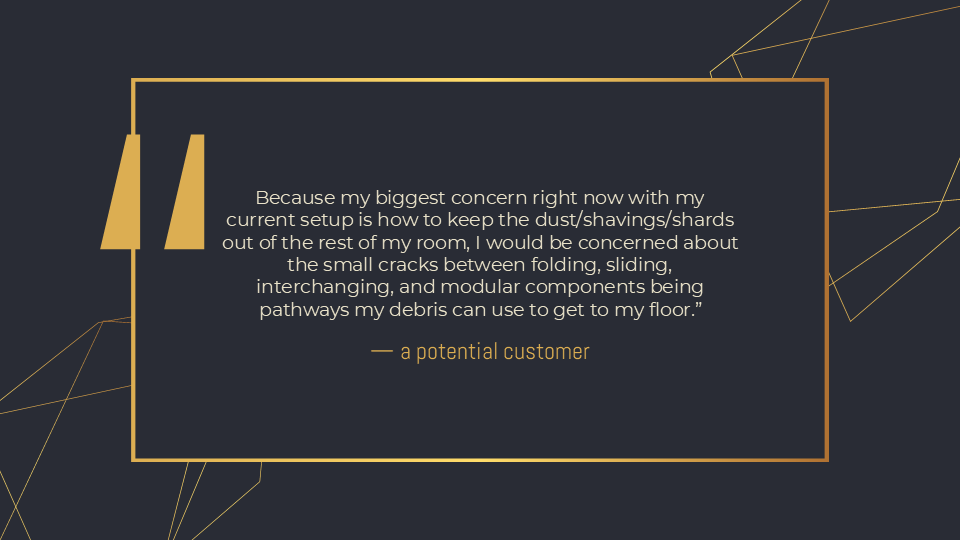 Because my biggest concern right now with my
current setup is how to keep the dust/shavings/shards
out of the rest of my room, I would be concerned about
the small cracks between folding, sliding,
interchanging, and modular components being
pathways my debris can use to get to my floor.”
— a potential customer